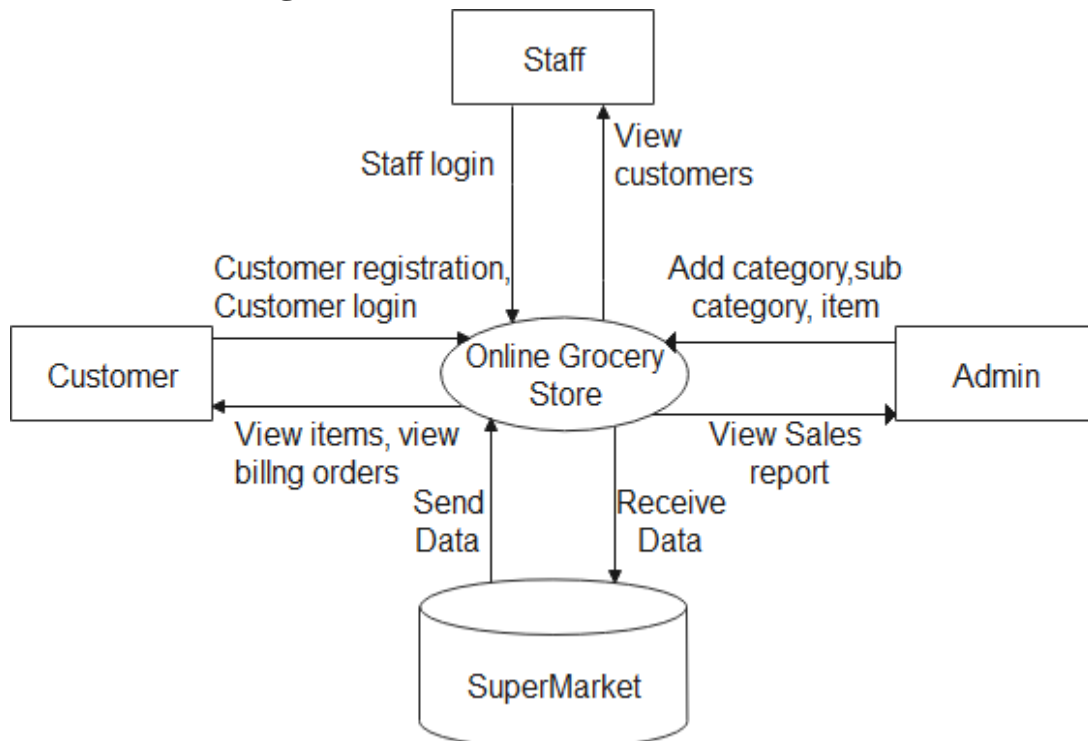 Staff
Staff login
View
customers
Customer registration,
Customer login
Add category,sub
category, item
Customer
Online Grocery
Store
Admin
View items, view
billng orders
View Sales
report
Send
Data
Receive
Data
SuperMarket